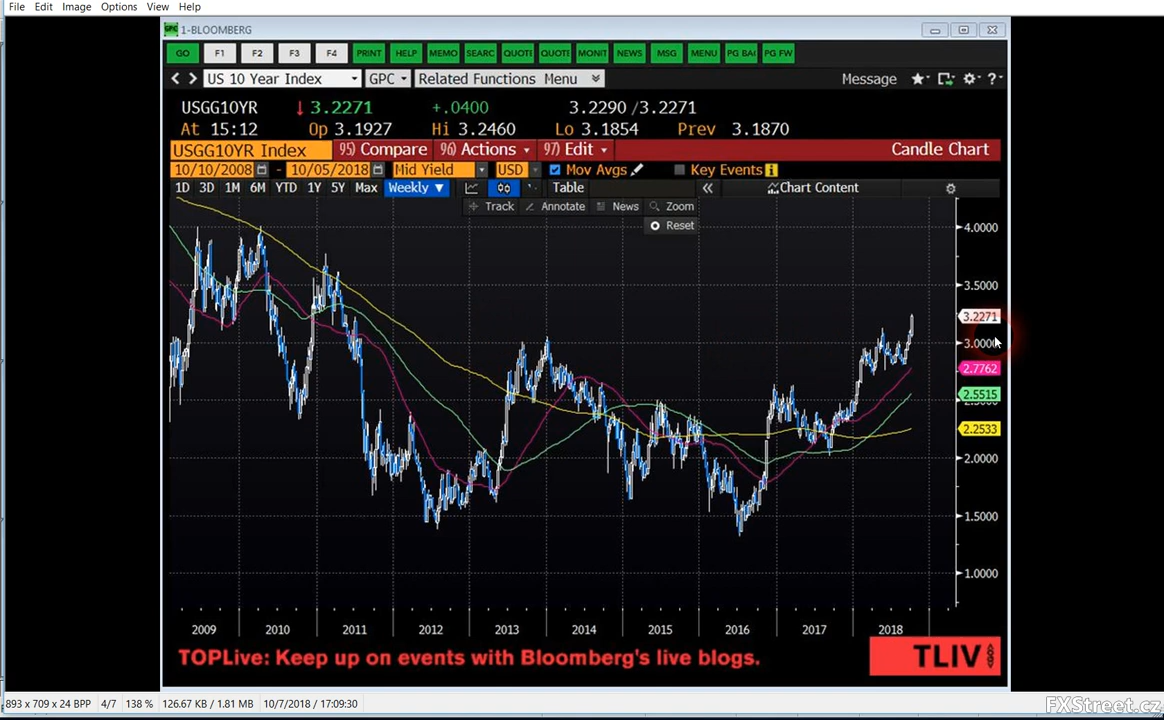 File Edit Image Options View Help
1-BLOOMBERG
GO F1 F2 F3 F4 PRINT HELP MEMO SEARC QUOTE QUOTE MONIT NEWS MSG MENU PG BAC PG FW
US 10 Year Index GPC Related Functions Menu Message ?
USGG10YR ↓ 3.2271 +.0400 3.2290 /3.2271
At 15:12 Op 3.1927 Hi 3.2460 Lo 3.1854 Prev 3.1870
USGG10YR Index 95) Compare 96) Actions 97) Edit Candle Chart
10/10/2008 - 10/05/2018 Mid Yield USD Mov Avgs Key Events
1D 3D 1M 6M YTD 1Y 5Y Max Weekly ▼ Table « Chart Content
Track Annotate News Zoom
Reset
4.0000
3.5000
3.2271
3.0000
2.7762
2.5515
2.2533
2.0000
1.5000
1.0000
2009 2010 2011 2012 2013 2014 2015 2016 2017 2018
TOPLive: Keep up on events with Bloomberg's live blogs. TLIV
893 x 709 x 24 BPP 4/7 138 % 126.67 KB / 1.81 MB 10/7/2018 / 17:09:30
FXStreet.cz